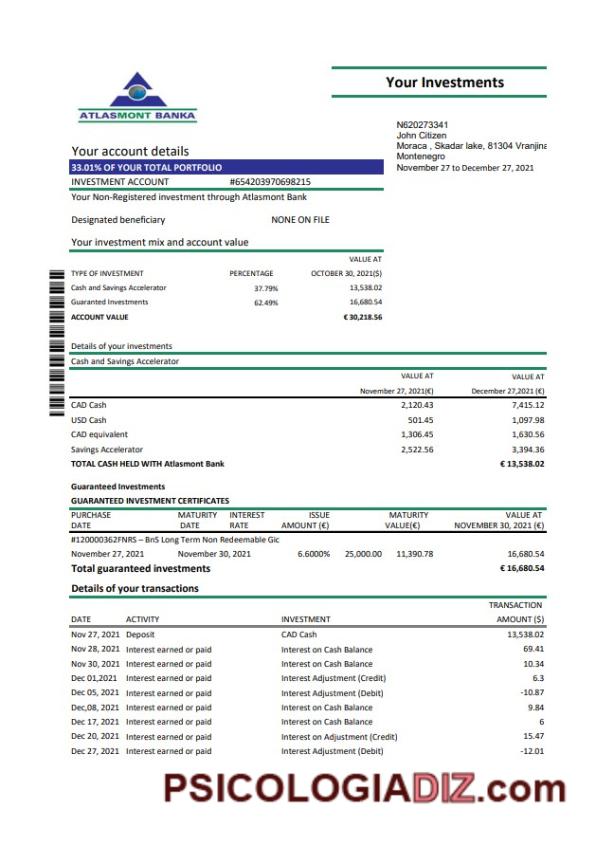 Your Investments
ATLASMONT BANKA
N620273341
John Citizen
Moraca , Skadar lake, 81304 Vranjina
Montenegro
November 27 to December 27, 2021
Your account details
33.01% OF YOUR TOTAL PORTFOLIO
INVESTMENT ACCOUNT #654203970698215
Your Non-Registered investment through Atlasmont Bank
Designated beneficiary NONE ON FILE
Your investment mix and account value
VALUE AT
TYPE OF INVESTMENT PERCENTAGE OCTOBER 30, 2021($)
Cash and Savings Accelerator 37.79% 13,538.02
Guaranted Investments 62.49% 16,680.54
ACCOUNT VALUE € 30,218.56
Details of your investments
Cash and Savings Accelerator
VALUE AT VALUE AT
November 27, 2021(€) December 27,2021 (€)
CAD Cash 2,120.43 7,415.12
USD Cash 501.45 1,097.98
CAD equivalent 1,306.45 1,630.56
Savings Accelerator 2,522.56 3,394.36
TOTAL CASH HELD WITH Atlasmont Bank € 13,538.02
Guaranteed Investments
GUARANTEED INVESTMENT CERTIFICATES
PURCHASE MATURITY INTEREST ISSUE MATURITY VALUE AT
DATE DATE RATE AMOUNT (€) VALUE(€) NOVEMBER 30, 2021 (€)
#120000362FNRS – BnS Long Term Non Redeemable Gic
November 27, 2021 November 30, 2021 6.6000% 25,000.00 11,390.78 16,680.54
Total guaranteed investments € 16,680.54
Details of your transactions
TRANSACTION
DATE ACTIVITY INVESTMENT AMOUNT ($)
Nov 27, 2021 Deposit CAD Cash 13,538.02
Nov 28, 2021 Interest earned or paid Interest on Cash Balance 69.41
Nov 30, 2021 Interest earned or paid Interest on Cash Balance 10.34
Dec 01,2021 Interest earned or paid Interest Adjustment (Credit) 6.3
Dec 05, 2021 Interest earned or paid Interest Adjustment (Debit) -10.87
Dec,08, 2021 Interest earned or paid Interest on Cash Balance 9.84
Dec 17, 2021 Interest earned or paid Interest on Cash Balance 6
Dec 20, 2021 Interest earned or paid Interest on Adjustment (Credit) 15.47
Dec 27, 2021 Interest earned or paid Interest Adjustment (Debit) -12.01
PSICOLOGIADIZ.com